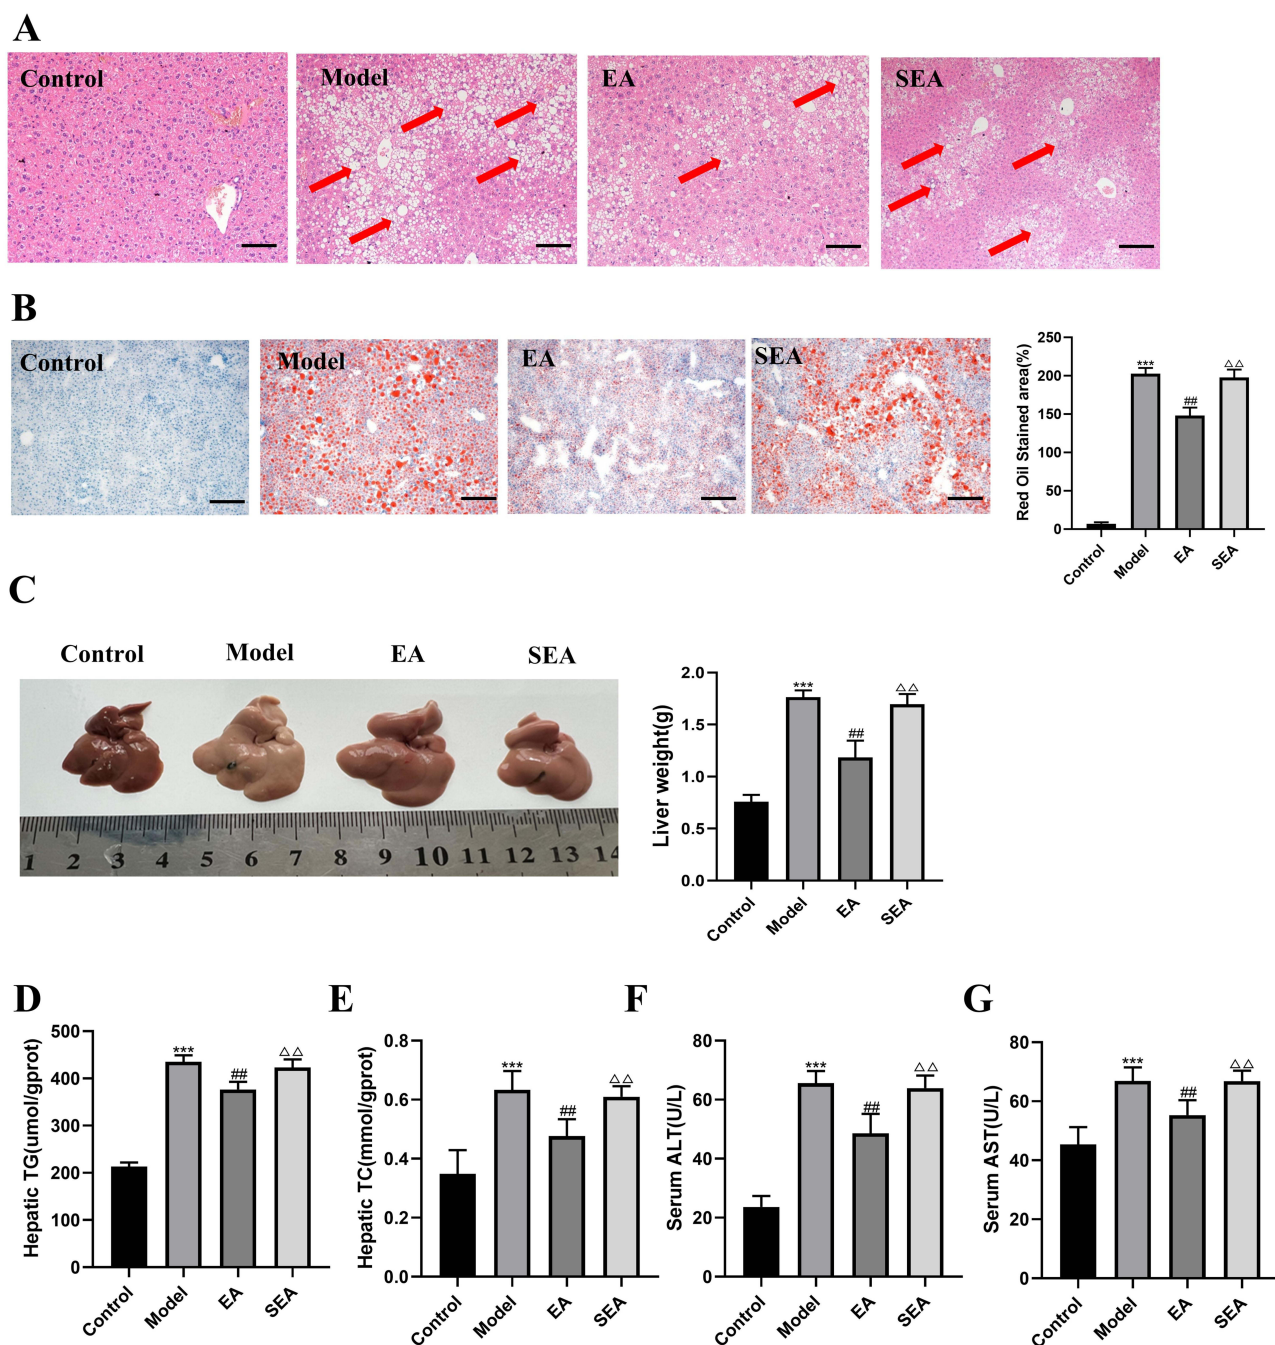 A
Control
Model
EA
SEA
B
Control
Model
EA
SEA
Red Oil Stained area(%)
250
200
150
100
50
0
***
##
△△
Control
Model
EA
SEA
C
Control
Model
EA
SEA
1 2 3 4 5 6 7 8 9 10 11 12 13 14
Liver weight(g)
2.0
1.5
1.0
0.5
0.0
***
##
△△
Control
Model
EA
SEA
D
Hepatic TG(umol/gprot)
500
400
300
200
100
0
***
##
△△
Control
Model
EA
SEA
E
Hepatic TC(mmol/gprot)
0.8
0.6
0.4
0.2
0.0
***
##
△△
Control
Model
EA
SEA
F
Serum ALT(U/L)
80
60
40
20
0
***
##
△△
Control
Model
EA
SEA
G
Serum AST(U/L)
80
60
40
20
0
***
##
△△
Control
Model
EA
SEA